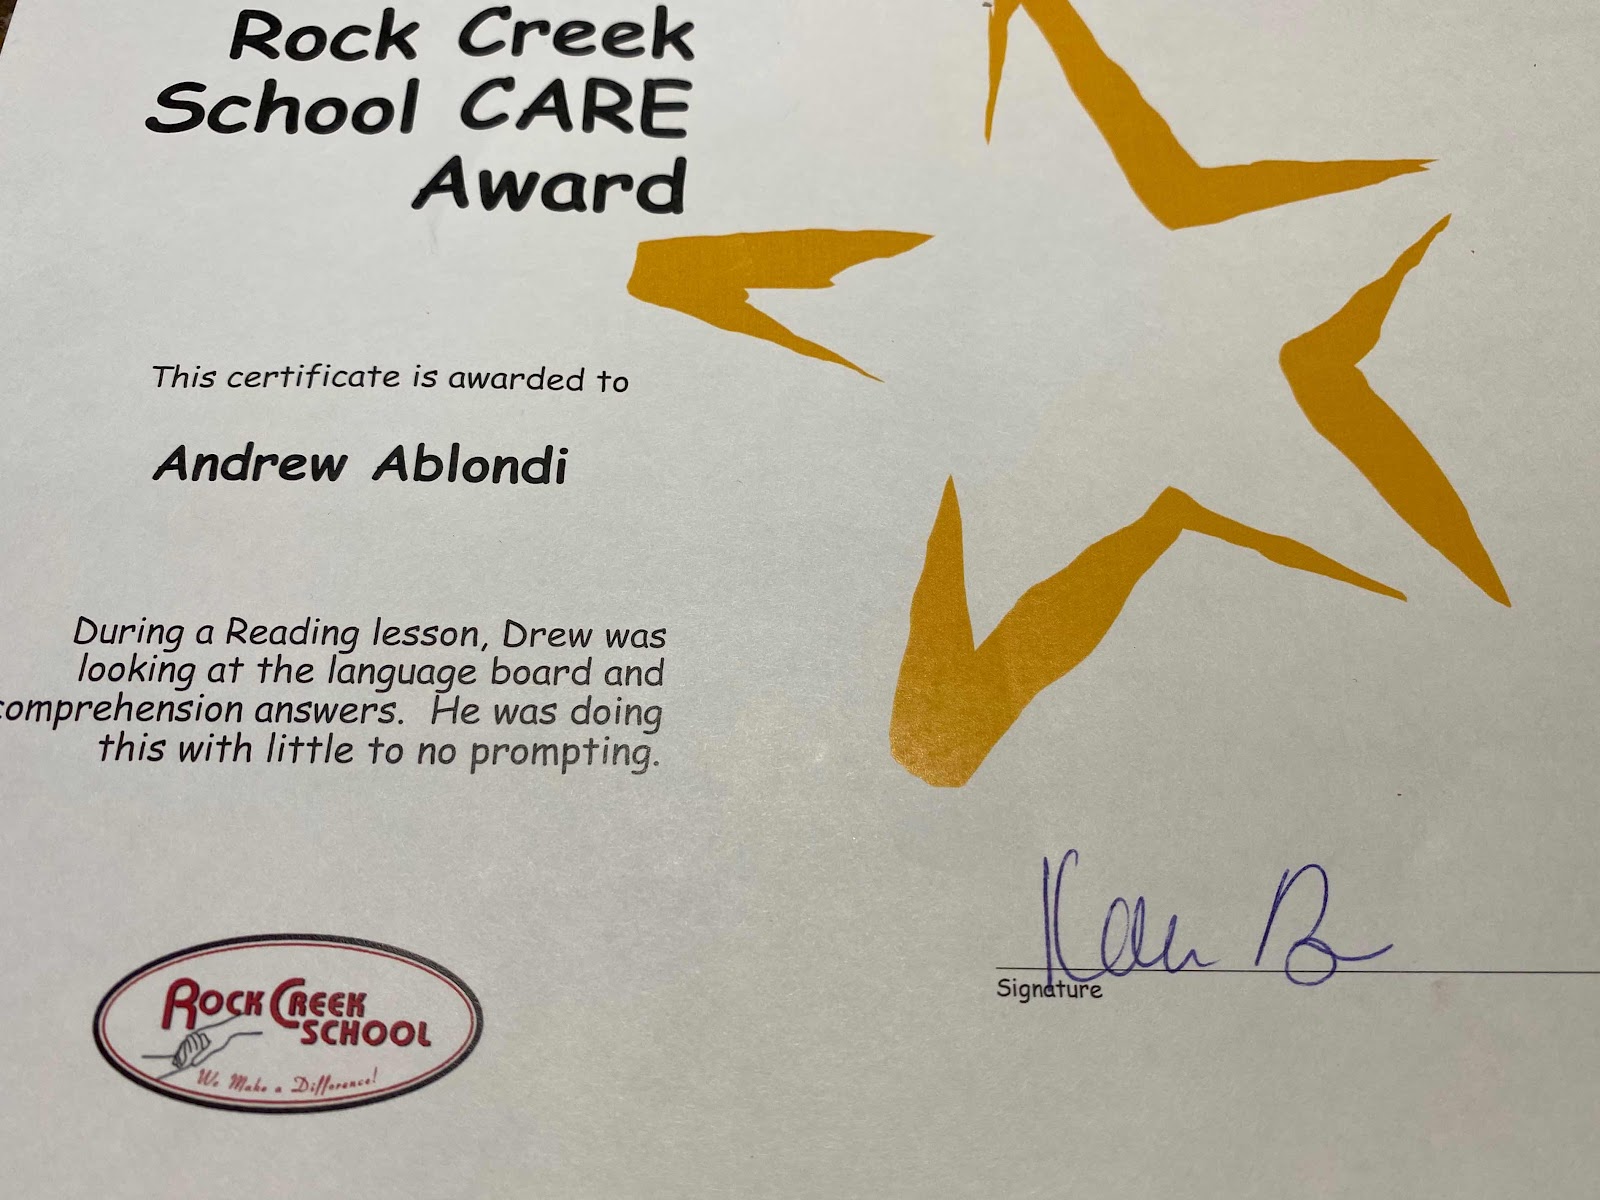 Rock Creek
School CARE
Award
This certificate is awarded to
Andrew Ablondi
During a Reading lesson, Drew was
looking at the language board and
comprehension answers. He was doing
this with little to no prompting.
Signature
ROCK CREEK
SCHOOL
We Make a Difference!